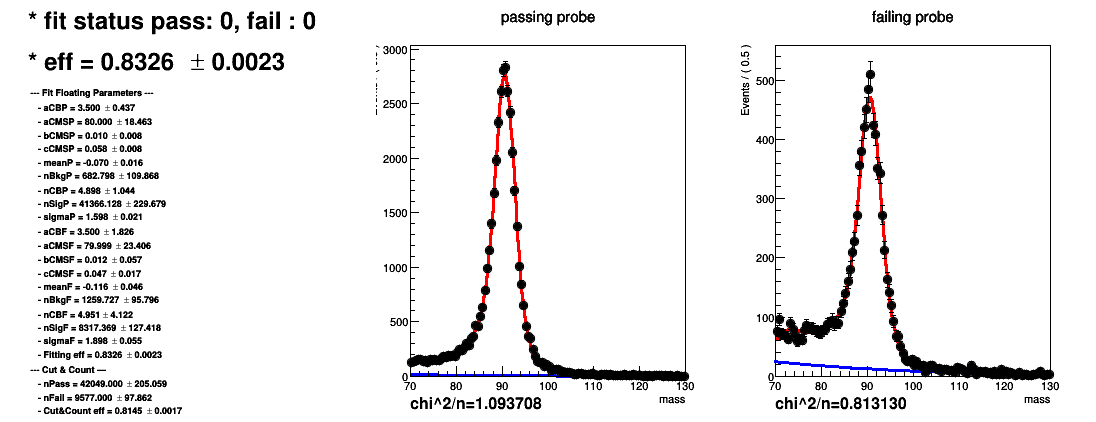 * fit status pass: 0, fail : 0
* eff = 0.8326 ± 0.0023
--- Fit Floating Parameters ---
- aCBP = 3.500 ± 0.437
- aCMSP = 80.000 ± 18.463
- bCMSP = 0.010 ± 0.008
- cCMSP = 0.058 ± 0.008
- meanP = -0.070 ± 0.016
- nBkgP = 682.798 ± 109.868
- nCBP = 4.898 ± 1.044
- nSigP = 41366.128 ± 229.679
- sigmaP = 1.598 ± 0.021
- aCBF = 3.500 ± 1.826
- aCMSF = 79.999 ± 23.406
- bCMSF = 0.012 ± 0.057
- cCMSF = 0.047 ± 0.017
- meanF = -0.116 ± 0.046
- nBkgF = 1259.727 ± 95.796
- nCBF = 4.951 ± 4.122
- nSigF = 8317.369 ± 127.418
- sigmaF = 1.898 ± 0.055
- Fitting eff = 0.8326 ± 0.0023
--- Cut & Count ---
- nPass = 42049.000 ± 205.059
- nFail = 9577.000 ± 97.862
- Cut&Count eff = 0.8145 ± 0.0017
passing probe
3000
2500
2000
1500
1000
500
0
70 80 90 100 110 120 130
mass
chi^2/n=1.093708
failing probe
Events / ( 0.5 )
500
400
300
200
100
0
70 80 90 100 110 120 130
mass
chi^2/n=0.813130